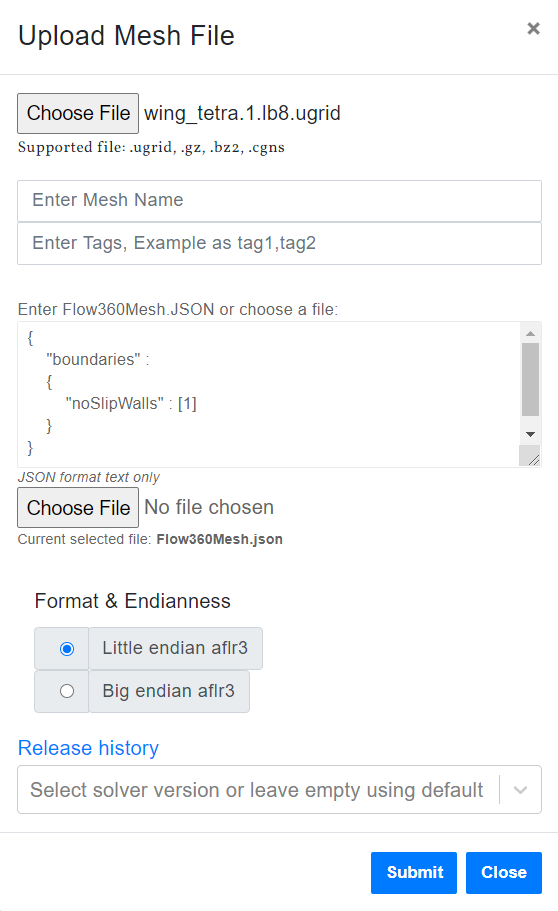 Upload Mesh File ×
Choose File wing_tetra.1.lb8.ugrid
Supported file: .ugrid, .gz, .bz2, .cgns
Enter Mesh Name
Enter Tags, Example as tag1,tag2
Enter Flow360Mesh.JSON or choose a file:
{
"boundaries" :
{
"noSlipWalls" : [1]
}
}
JSON format text only
Choose File No file chosen
Current selected file: Flow360Mesh.json
Format & Endianness
Little endian aflr3
Big endian aflr3
Release history
Select solver version or leave empty using default
Submit Close